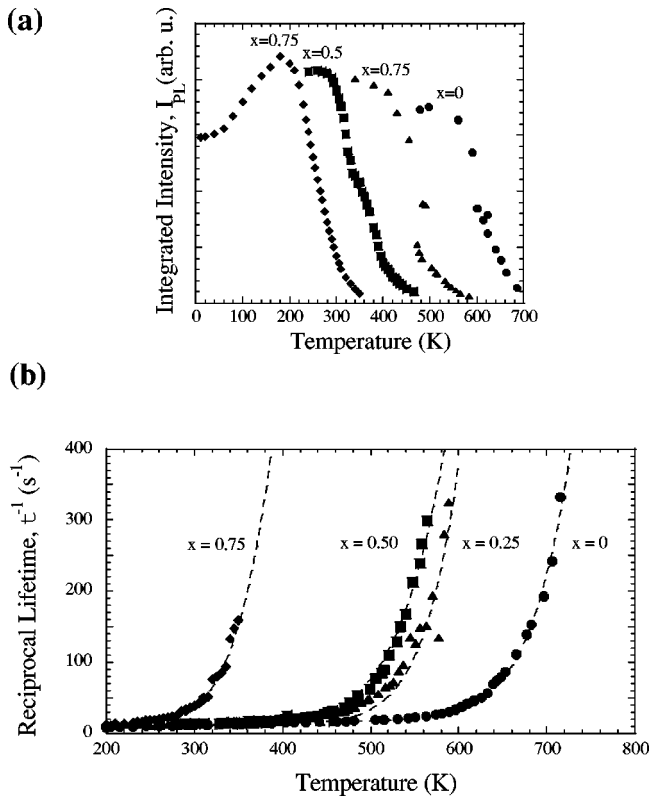 (a)
Integrated Intensity, I_PL (arb. u.)
x=0.75
x=0.5
x=0.75
x=0
0 100 200 300 400 500 600 700
Temperature (K)
(b)
Reciprocal Lifetime, τ⁻¹ (s⁻¹)
400
300
200
100
0
x = 0.75
x = 0.50
x = 0.25
x = 0
200 300 400 500 600 700 800
Temperature (K)